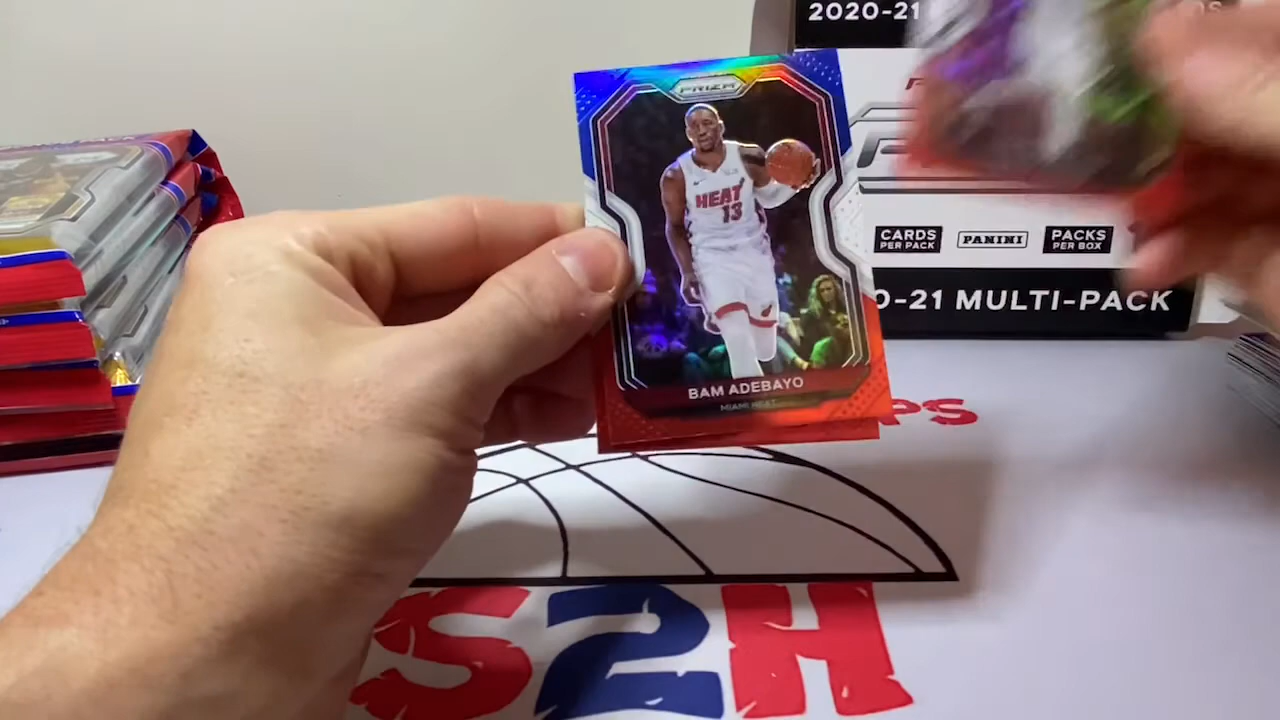 2020-21
PRIZM
HEAT
13
BAM ADEBAYO
MIAMI HEAT
CARDS
PER PACK
PANINI
PACKS
PER BOX
0-21 MULTI-PACK
PS
S2H